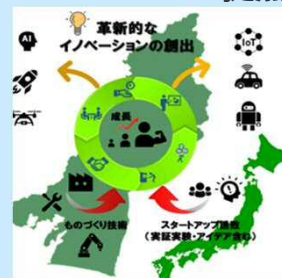 革新的な
イノベーションの創出
AI
IoT
成長
ものづくり技術
スタートアップ
(実証実験・アイデア含む)